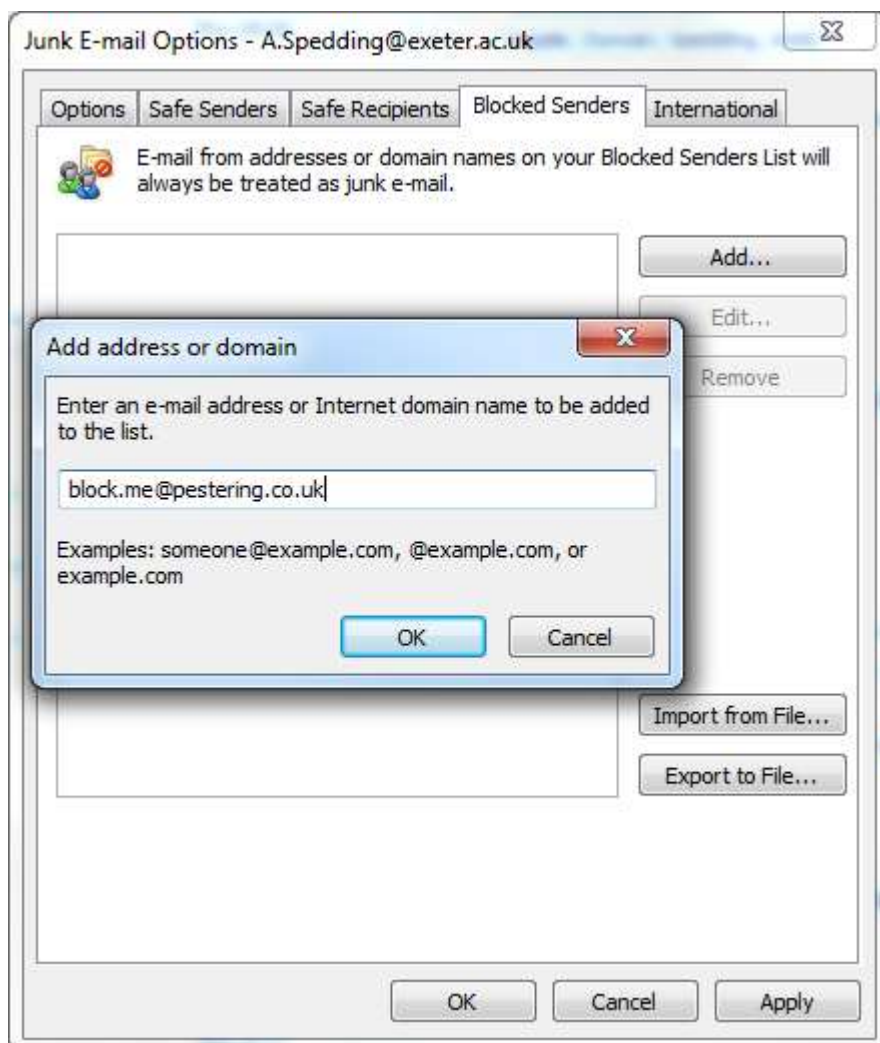 Junk E-mail Options - A.Spedding@exeter.ac.uk
Options Safe Senders Safe Recipients Blocked Senders International
E-mail from addresses or domain names on your Blocked Senders List will
always be treated as junk e-mail.
Add...
Edit...
Remove
Add address or domain
Enter an e-mail address or Internet domain name to be added
to the list.
block.me@pestering.co.uk
Examples: someone@example.com, @example.com, or
example.com
OK Cancel
Import from File...
Export to File...
OK Cancel Apply